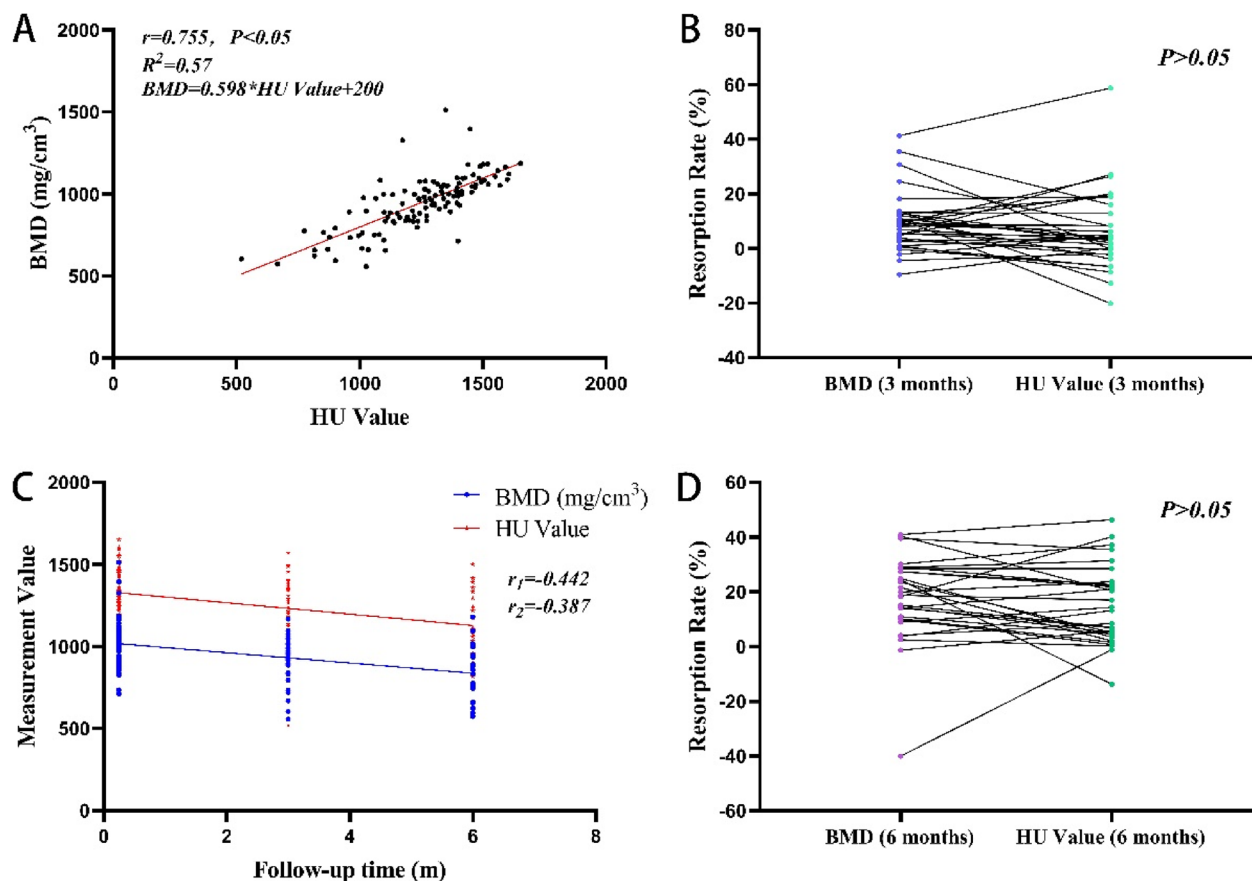 A
r=0.755, P<0.05
R²=0.57
BMD=0.598*HU Value+200
BMD (mg/cm³)
2000
1500
1000
500
0
0 500 1000 1500 2000
HU Value
B
P>0.05
Resorption Rate (%)
80
60
40
20
0
-20
-40
BMD (3 months) HU Value (3 months)
C
BMD (mg/cm³)
HU Value
r₁=-0.442
r₂=-0.387
Measurement Value
2000
1500
1000
500
0
0 2 4 6 8
Follow-up time (m)
D
P>0.05
Resorption Rate (%)
60
40
20
0
-20
-40
-60
BMD (6 months) HU Value (6 months)